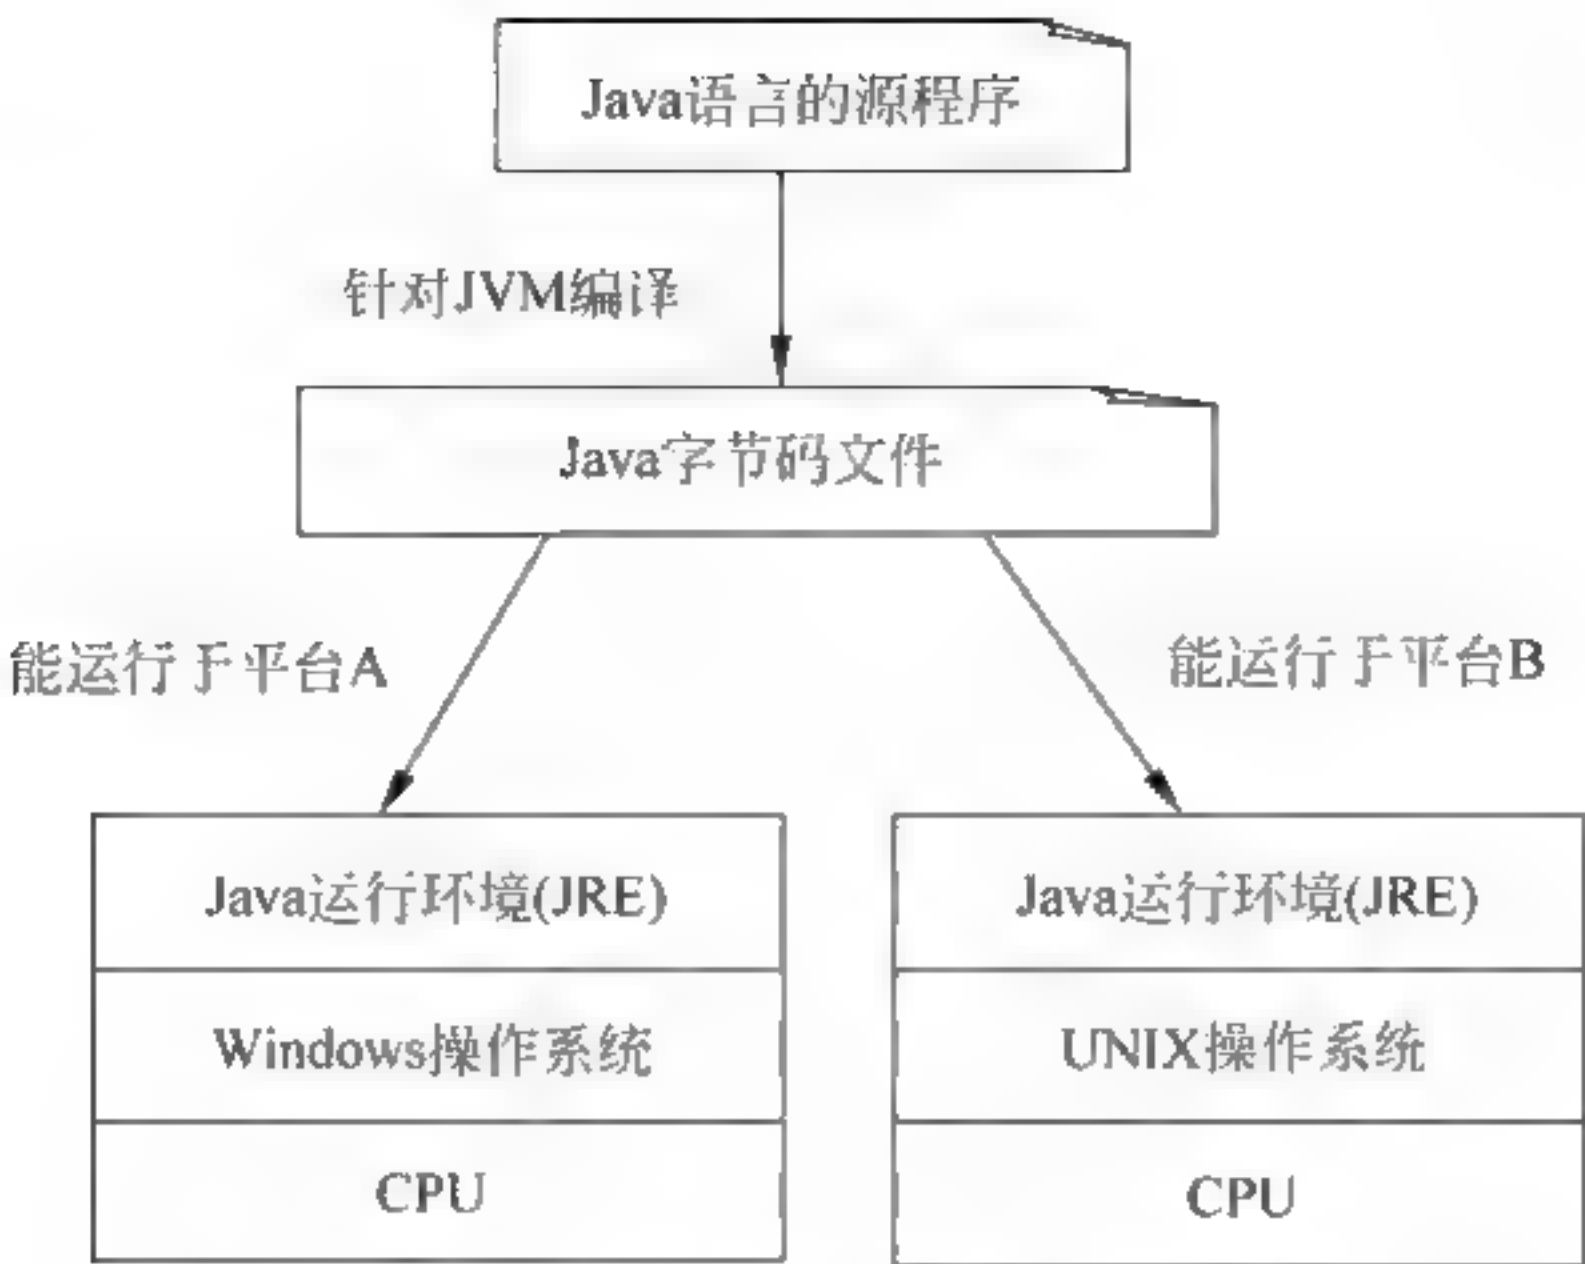 Java语言的源程序
针对JVM编译
Java字节码文件
能运行于平台A
能运行于平台B
Java运行环境(JRE)
Windows操作系统
CPU
Java运行环境(JRE)
UNIX操作系统
CPU